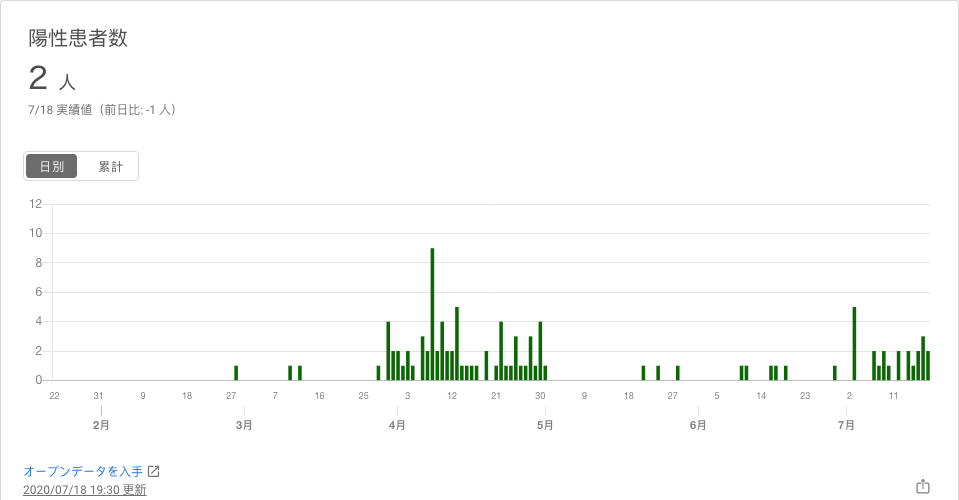 陽性患者数
2 人
7/18 実績値（前日比: -1 人）
日別 累計
12
10
8
6
4
2
0
22 31 9 18 27 7 16 25 3 12 21 30 9 18 27 5 14 23 2 11
2月 3月 4月 5月 6月 7月
オープンデータを入手
2020/07/18 19:30 更新